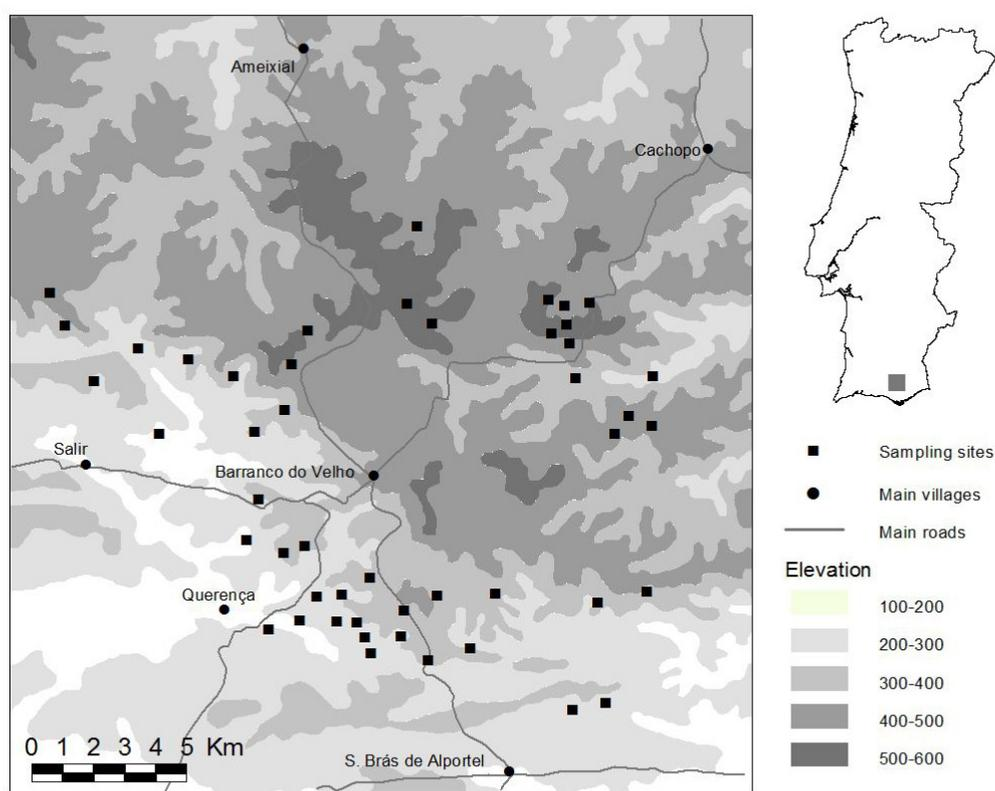 Ameixial
Cachopo
Salir
Barranco do Velho
Querença
S. Brás de Alportel
0 1 2 3 4 5 Km
Sampling sites
Main villages
Main roads
Elevation
100-200
200-300
300-400
400-500
500-600